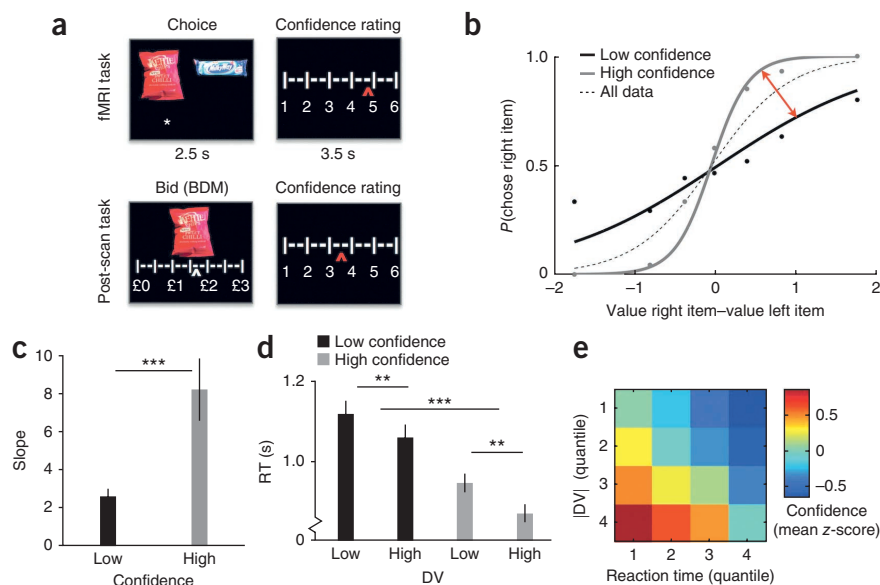 a
fMRI task
Choice
*
2.5 s
Confidence rating
1 2 3 4 5 6
3.5 s
Post-scan task
Bid (BDM)
KETTLE
CHILLI
£0 £1 £2 £3
Confidence rating
1 2 3 4 5 6
b
Low confidence
High confidence
All data
P(chose right item)
1.0
0.5
0
−2 −1 0 1 2
Value right item–value left item
c
Slope
10
8
6
4
2
0
***
Low High
Confidence
d
Low confidence
High confidence
RT (s)
1.2
1.0
0
**
***
**
Low High Low High
DV
e
|DV| (quantile)
1
2
3
4
1 2 3 4
Reaction time (quantile)
0.5
−0.5
Confidence
(mean z-score)